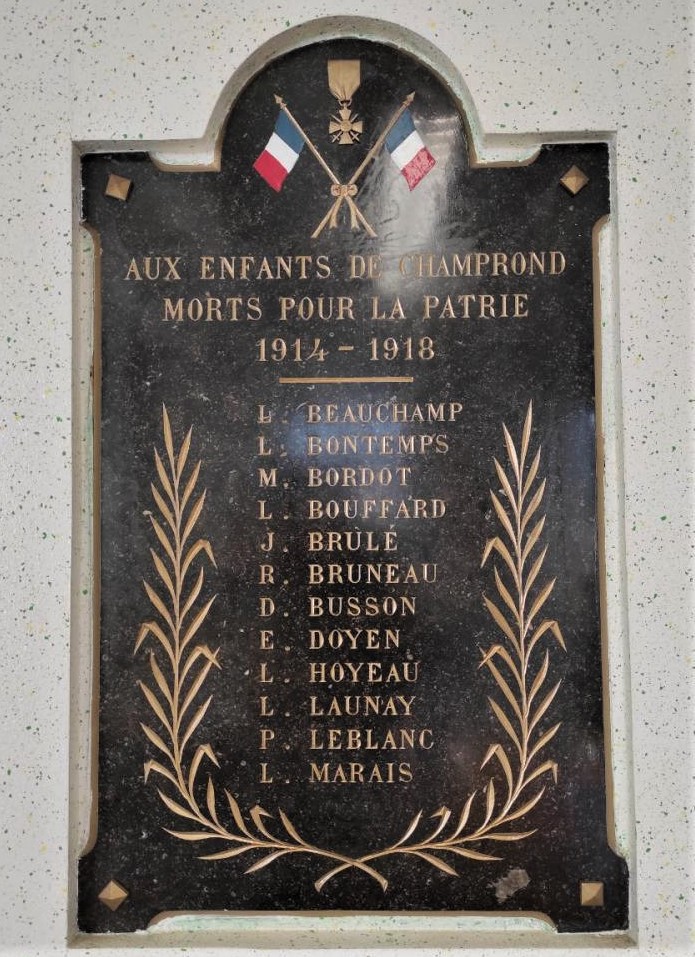 AUX ENFANTS DE CHAMPROND
MORTS POUR LA PATRIE
1914 - 1918
L. BEAUCHAMP
L. BONTEMPS
M. BORDOT
L. BOUFFARD
J. BRULÉ
R. BRUNEAU
D. BUSSON
E. DOYEN
L. HOYEAU
L. LAUNAY
P. LEBLANC
L. MARAIS